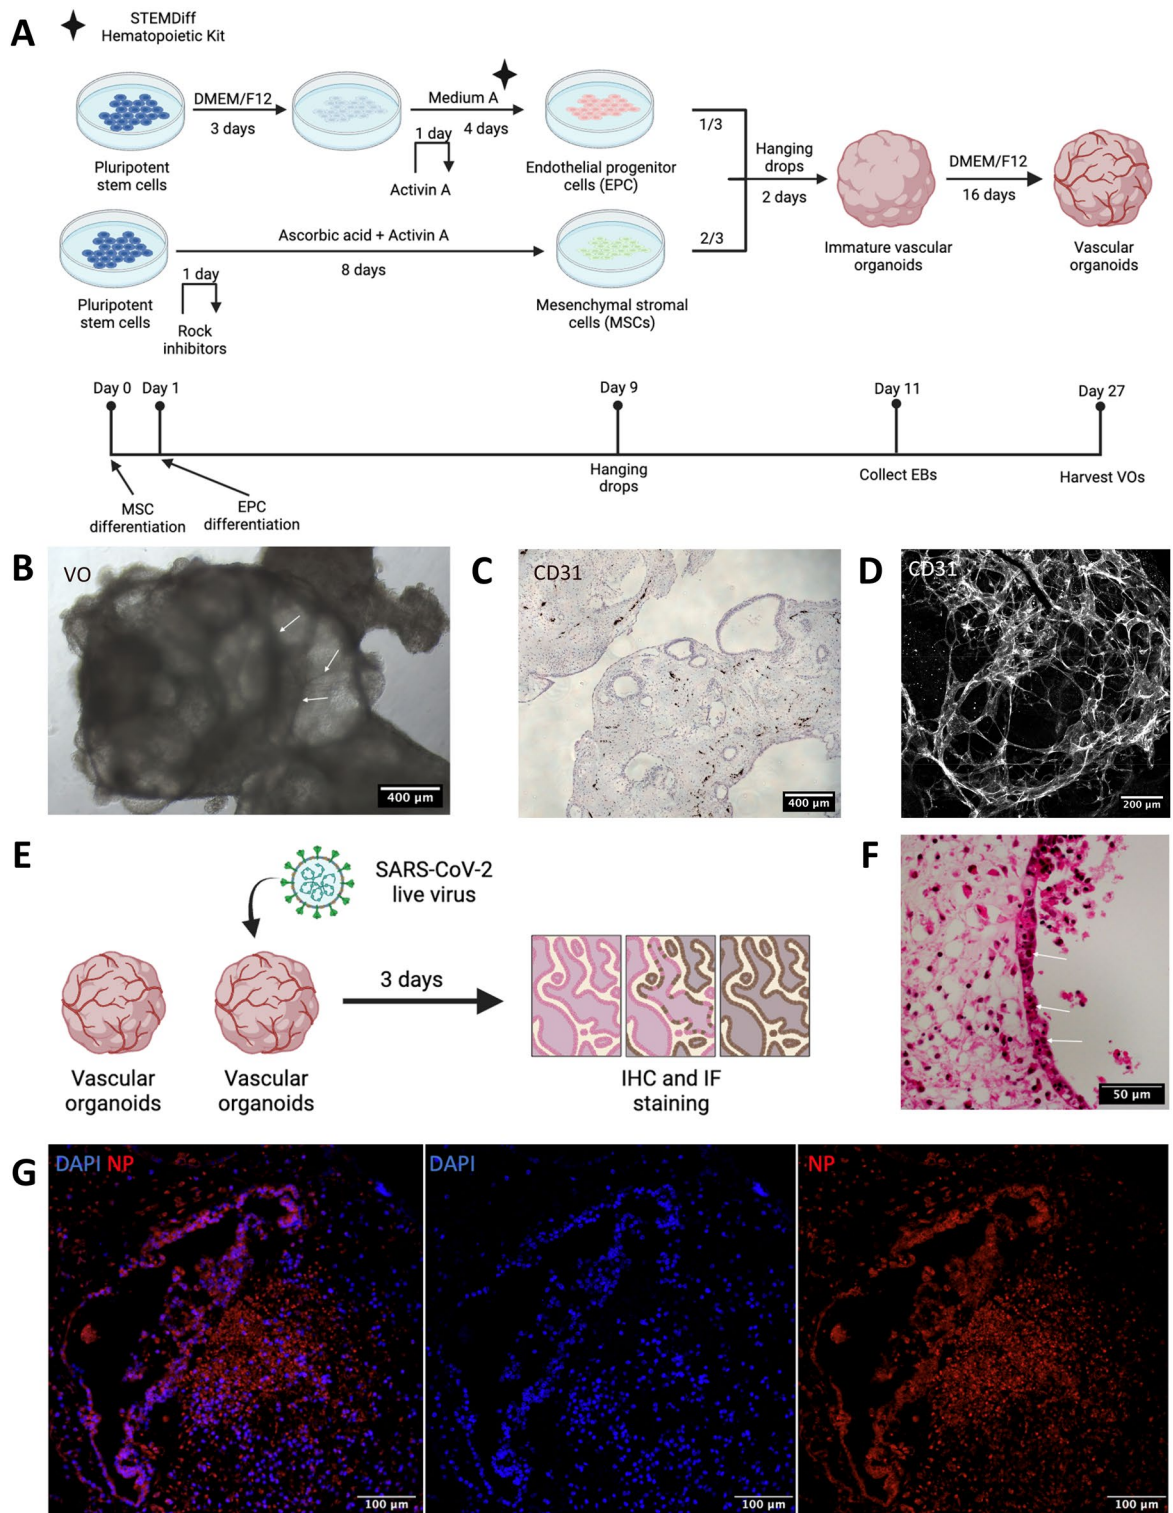 A
STEMDiff
Hematopoietic Kit
DMEM/F12
3 days
Medium A
1 day
4 days
Activin A
Pluripotent
stem cells
Endothelial progenitor
cells (EPC)
1/3
Hanging
drops
2 days
DMEM/F12
16 days
Ascorbic acid + Activin A
8 days
2/3
1 day
Rock
inhibitors
Pluripotent
stem cells
Mesenchymal stromal
cells (MSCs)
Immature vascular
organoids
Vascular
organoids
Day 0
Day 1
Day 9
Day 11
Day 27
MSC
differentiation
EPC
differentiation
Hanging
drops
Collect EBs
Harvest VOs
B
VO
400 µm
C
CD31
400 µm
D
CD31
200 µm
E
SARS-CoV-2
live virus
3 days
Vascular
organoids
Vascular
organoids
IHC and IF
staining
F
50 µm
G
DAPI NP
100 µm
DAPI
100 µm
NP
100 µm